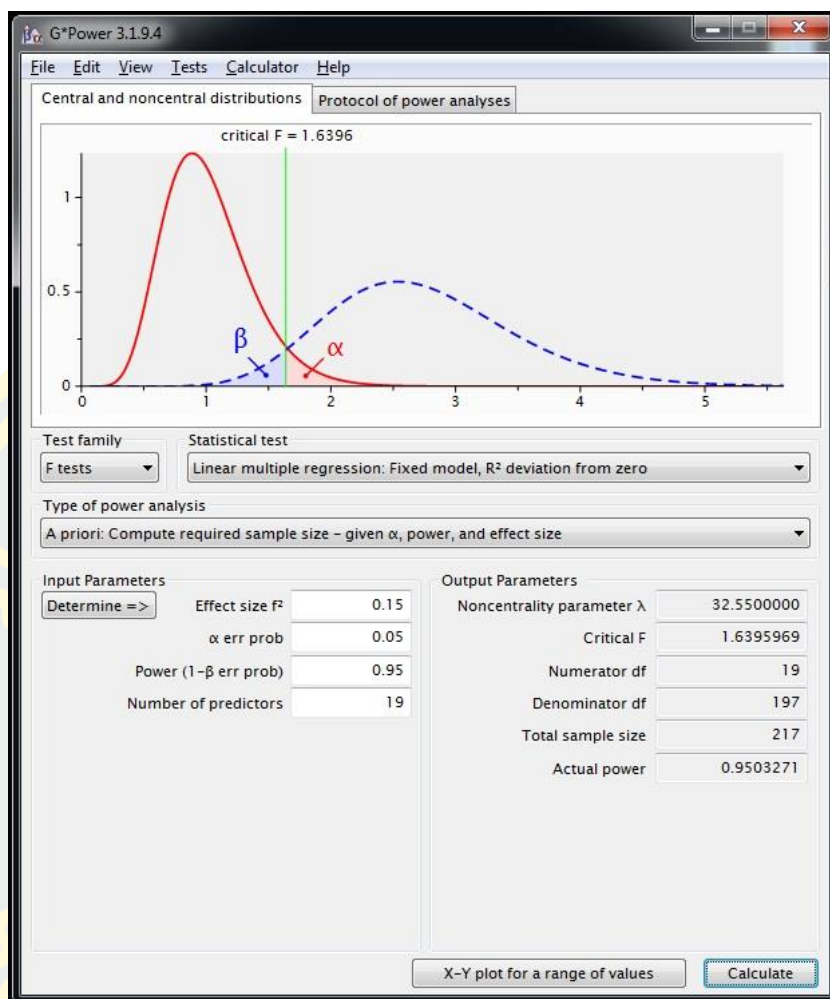 βα G*Power 3.1.9.4
File Edit View Tests Calculator Help
Central and noncentral distributions Protocol of power analyses
critical F = 1.6396
1
0.5
0
β α
0 1 2 3 4 5
Test family Statistical test
F tests Linear multiple regression: Fixed model, R² deviation from zero
Type of power analysis
A priori: Compute required sample size – given α, power, and effect size
Input Parameters Output Parameters
Determine => Effect size f² 0.15 Noncentrality parameter λ 32.5500000
α err prob 0.05 Critical F 1.6395969
Power (1–β err prob) 0.95 Numerator df 19
Number of predictors 19 Denominator df 197
Total sample size 217
Actual power 0.9503271
X-Y plot for a range of values Calculate